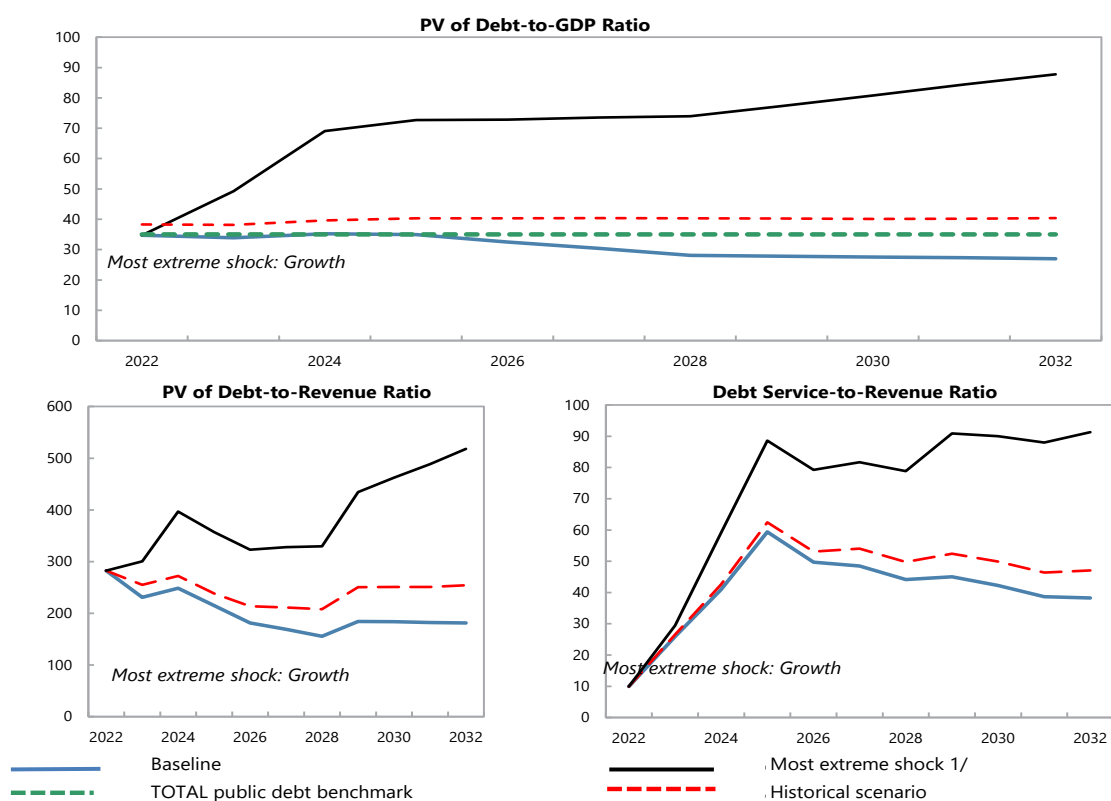 PV of Debt-to-GDP Ratio
100
90
80
70
60
50
40
30
20
10
0
Most extreme shock: Growth
2022 2024 2026 2028 2030 2032
PV of Debt-to-Revenue Ratio
600
500
400
300
200
100
0
Most extreme shock: Growth
2022 2024 2026 2028 2030 2032
Debt Service-to-Revenue Ratio
100
90
80
70
60
50
40
30
20
10
0
Most extreme shock: Growth
2022 2024 2026 2028 2030 2032
Baseline
Most extreme shock 1/
TOTAL public debt benchmark
Historical scenario